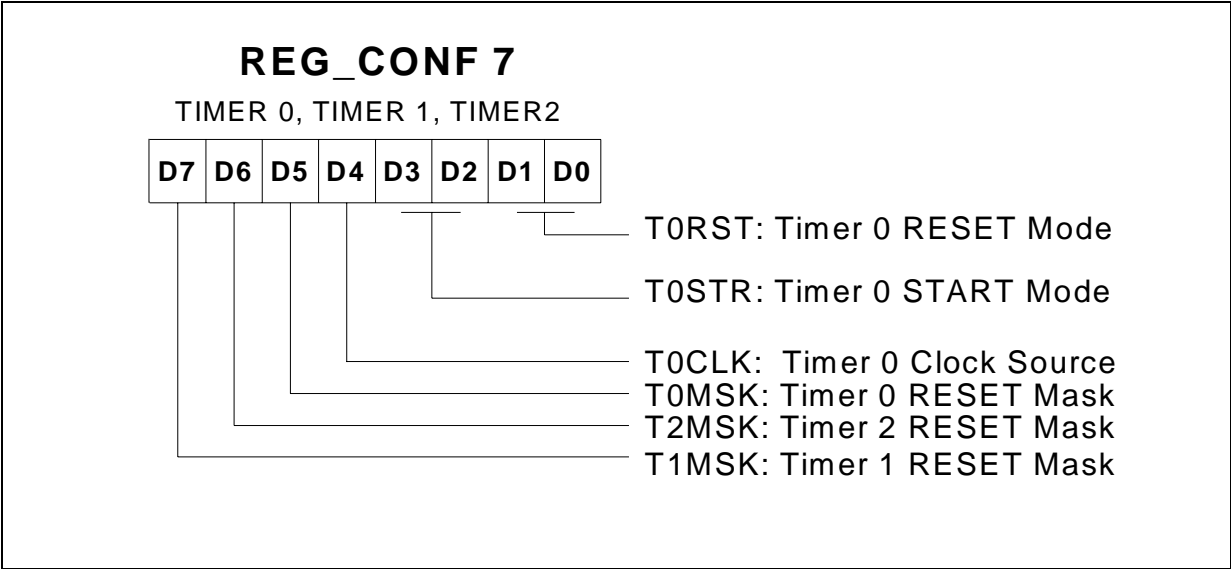 REG_CONF 7
TIMER 0, TIMER 1, TIMER2
D7 D6 D5 D4 D3 D2 D1 D0
T0RST: Timer 0 RESET Mode
T0STR: Timer 0 START Mode
T0CLK: Timer 0 Clock Source
T0MSK: Timer 0 RESET Mask
T2MSK: Timer 2 RESET Mask
T1MSK: Timer 1 RESET Mask